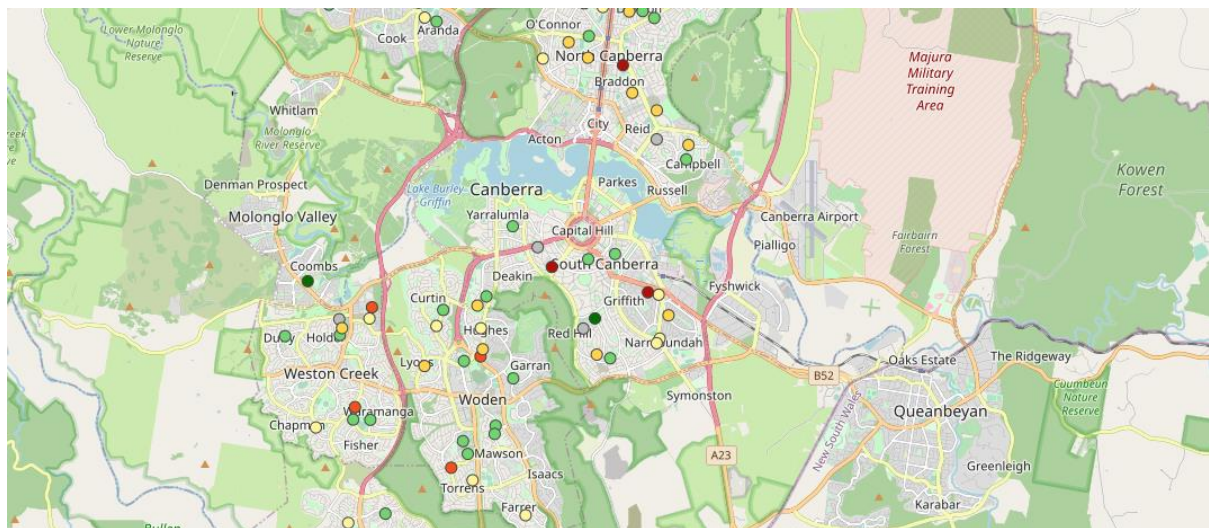 Lower Molonglo
Nature
Reserve
Cook
Aranda
O'Connor
North Canberra
Braddon
Majura
Military
Training
Area
Whitlam
Molonglo
River Reserve
City
Reid
Acton
Campbell
Kowen
Forest
Denman Prospect
Lake Burley
Griffin
Canberra
Parkes
Russell
Molonglo Valley
Yarralumla
Canberra Airport
Capital Hill
Pialligo
Fairbairn
Forest
Coombs
Deakin
South Canberra
Fyshwick
Curtin
Griffith
Duffy
Holder
Hughes
Red Hill
Narrabundah
Lyons
Garran
Oaks Estate
The Ridgeway
Weston Creek
B52
Cuumbeun
Nature
Reserve
Woden
Symonston
Queanbeyan
Waramanga
Chapman
Fisher
New South Wales
Mawson
A23
Isaacs
Torrens
Greenleigh
Farrer
Karabar